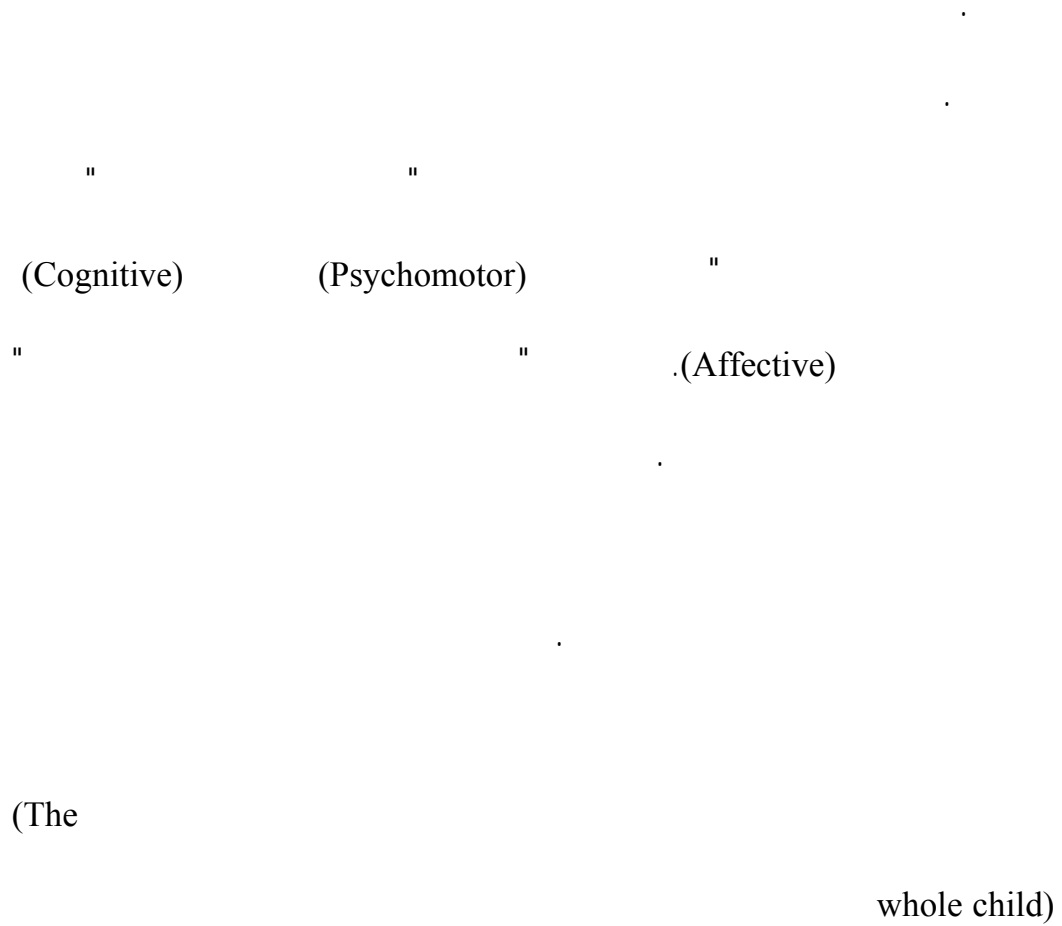 .
.
" "
" (Psychomotor) (Cognitive)
(Affective). " "
.
.
(The
whole child)